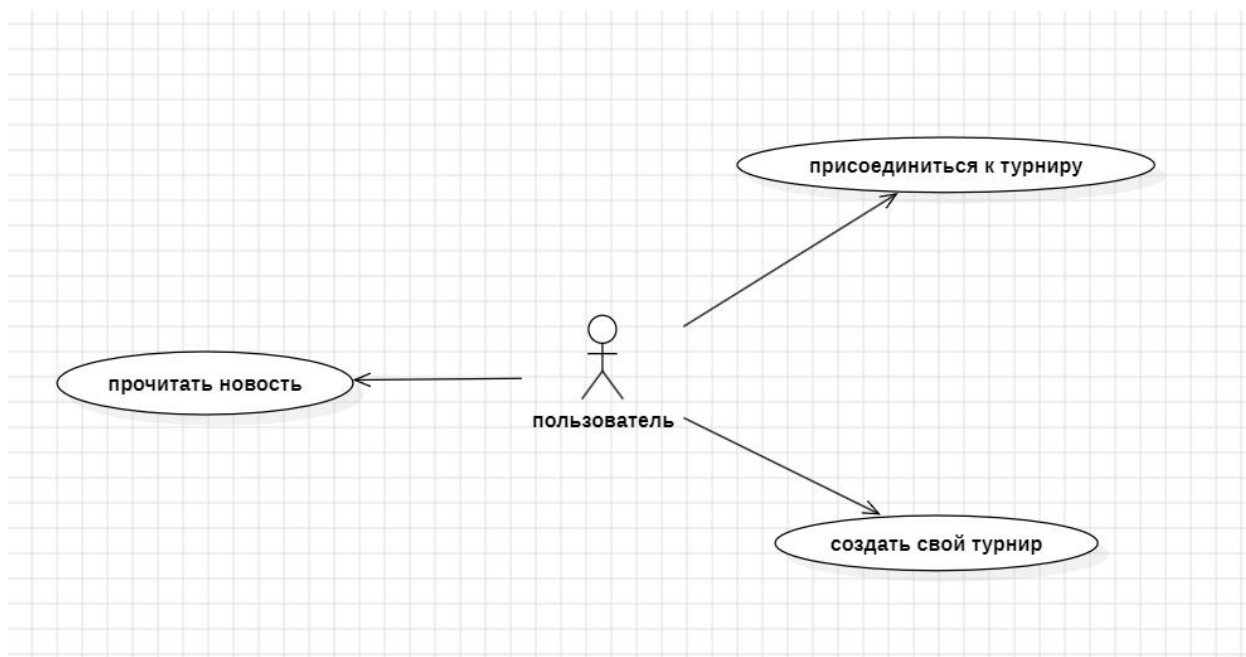 присоединиться к турниру
прочитать новость
пользователь
создать свой турнир